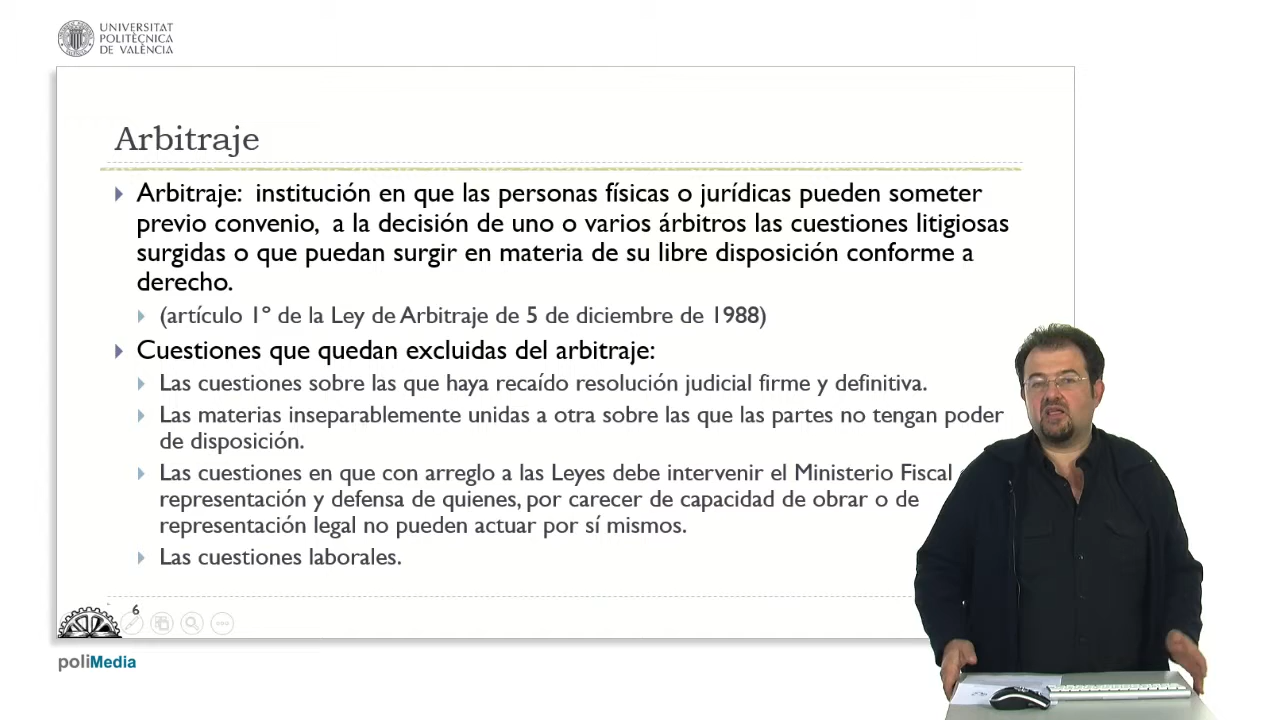 UNIVERSITAT
POLITÈCNICA
DE VALÈNCIA
Arbitraje
Arbitraje: institución en que las personas físicas o jurídicas pueden someter
previo convenio, a la decisión de uno o varios árbitros las cuestiones litigiosas
surgidas o que puedan surgir en materia de su libre disposición conforme a
derecho.
(artículo 1º de la Ley de Arbitraje de 5 de diciembre de 1988)
Cuestiones que quedan excluidas del arbitraje:
Las cuestiones sobre las que haya recaído resolución judicial firme y definitiva.
Las materias inseparablemente unidas a otra sobre las que las partes no tengan poder
de disposición.
Las cuestiones en que con arreglo a las Leyes debe intervenir el Ministerio Fiscal
representación y defensa de quienes, por carecer de capacidad de obrar o de
representación legal no pueden actuar por sí mismos.
Las cuestiones laborales.
6
poliMedia